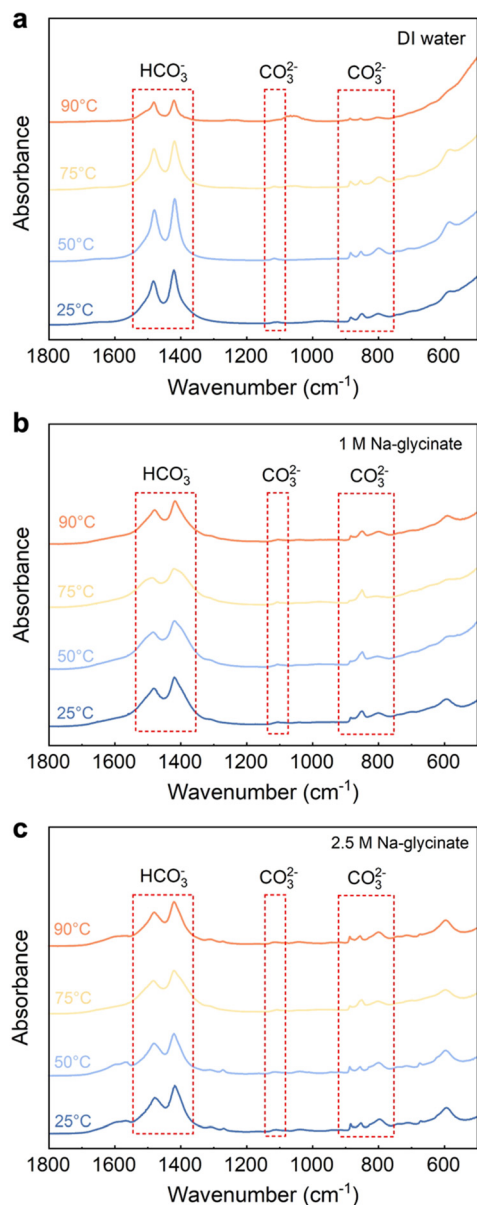 a
DI water
HCO₃⁻ CO₃²⁻ CO₃²⁻
90°C
75°C
50°C
25°C
Absorbance
1800 1600 1400 1200 1000 800 600
Wavenumber (cm⁻¹)
b
1 M Na-glycinate
HCO₃⁻ CO₃²⁻ CO₃²⁻
90°C
75°C
50°C
25°C
Absorbance
1800 1600 1400 1200 1000 800 600
Wavenumber (cm⁻¹)
c
2.5 M Na-glycinate
HCO₃⁻ CO₃²⁻ CO₃²⁻
90°C
75°C
50°C
25°C
Absorbance
1800 1600 1400 1200 1000 800 600
Wavenumber (cm⁻¹)